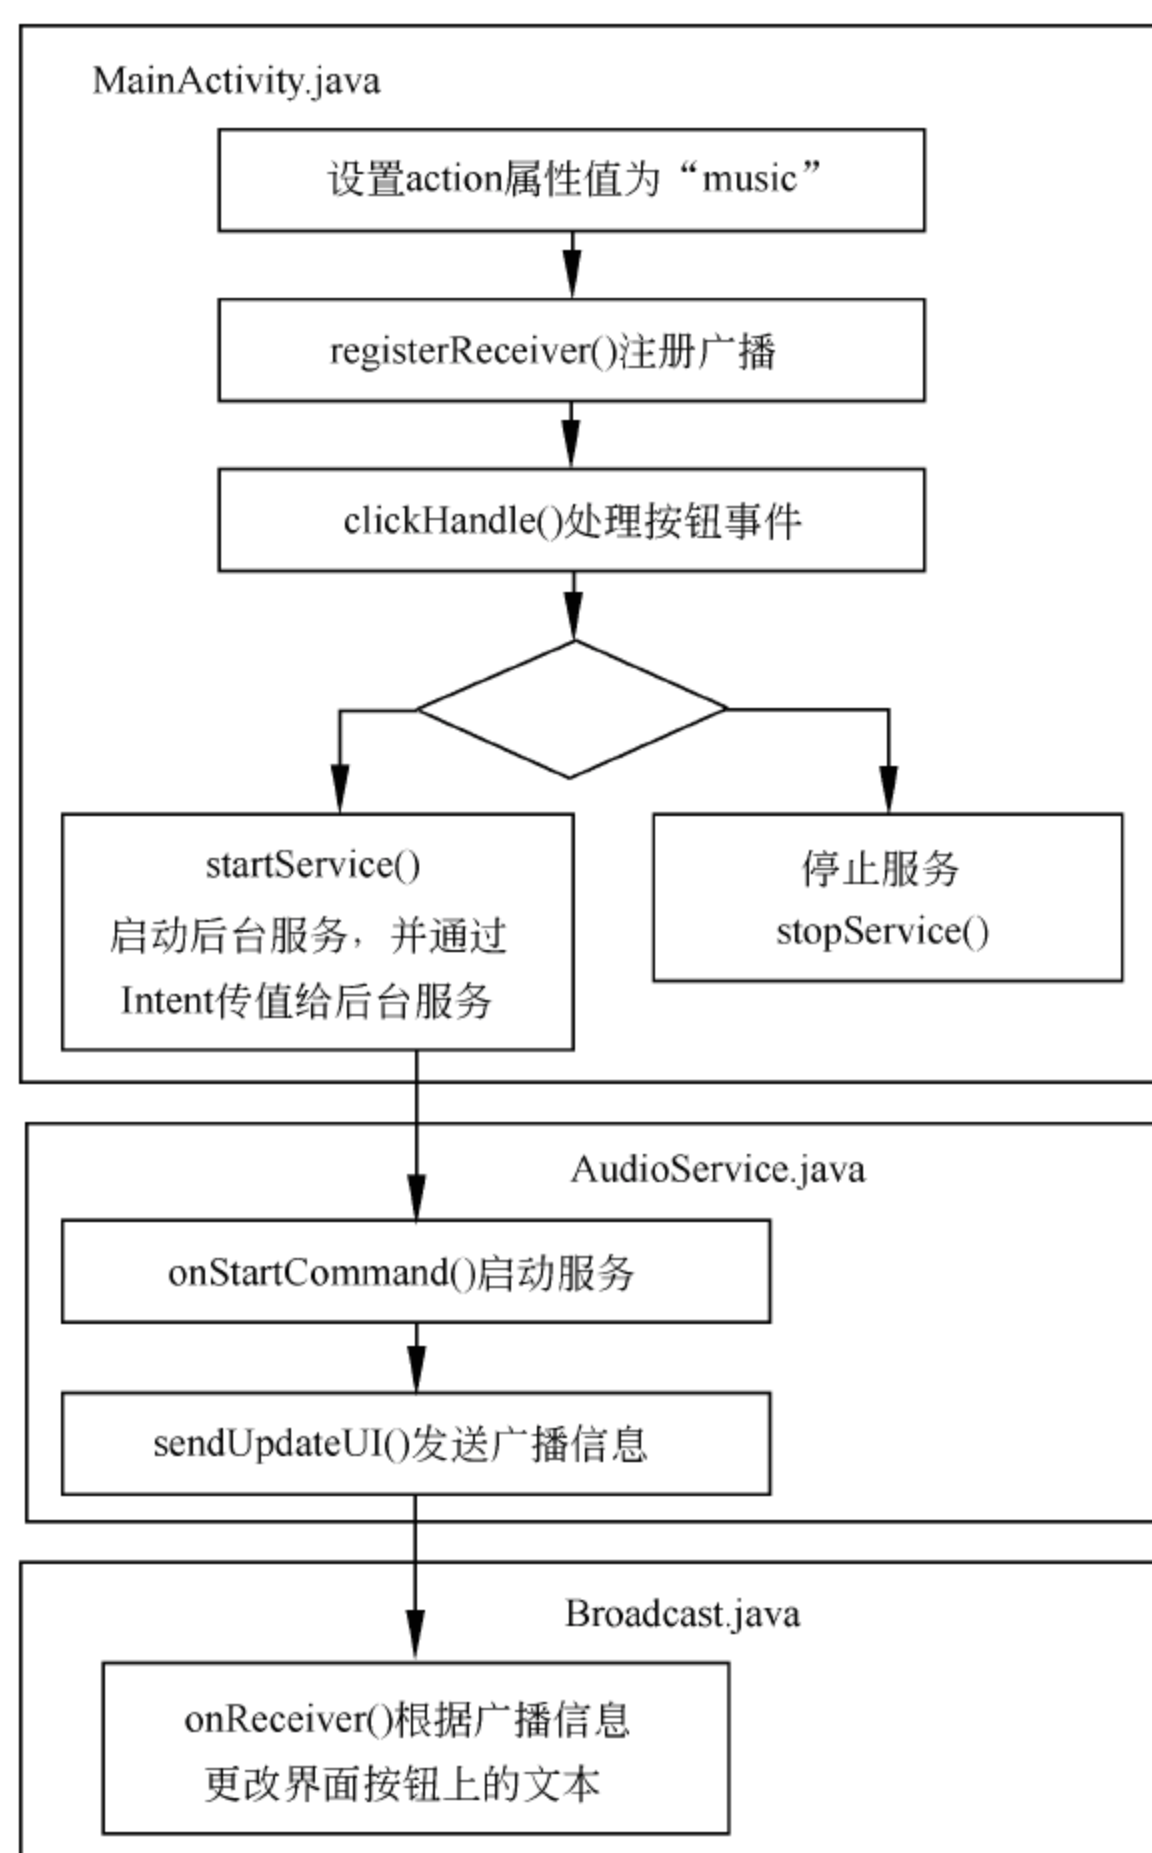 MainActivity.java
设置action属性值为“music”
registerReceiver()注册广播
clickHandle()处理按钮事件
startService()
启动后台服务，并通过
Intent传值给后台服务
停止服务
stopService()
AudioService.java
onStartCommand()启动服务
sendUpdateUI()发送广播信息
Broadcast.java
onReceiver()根据广播信息
更改界面按钮上的文本